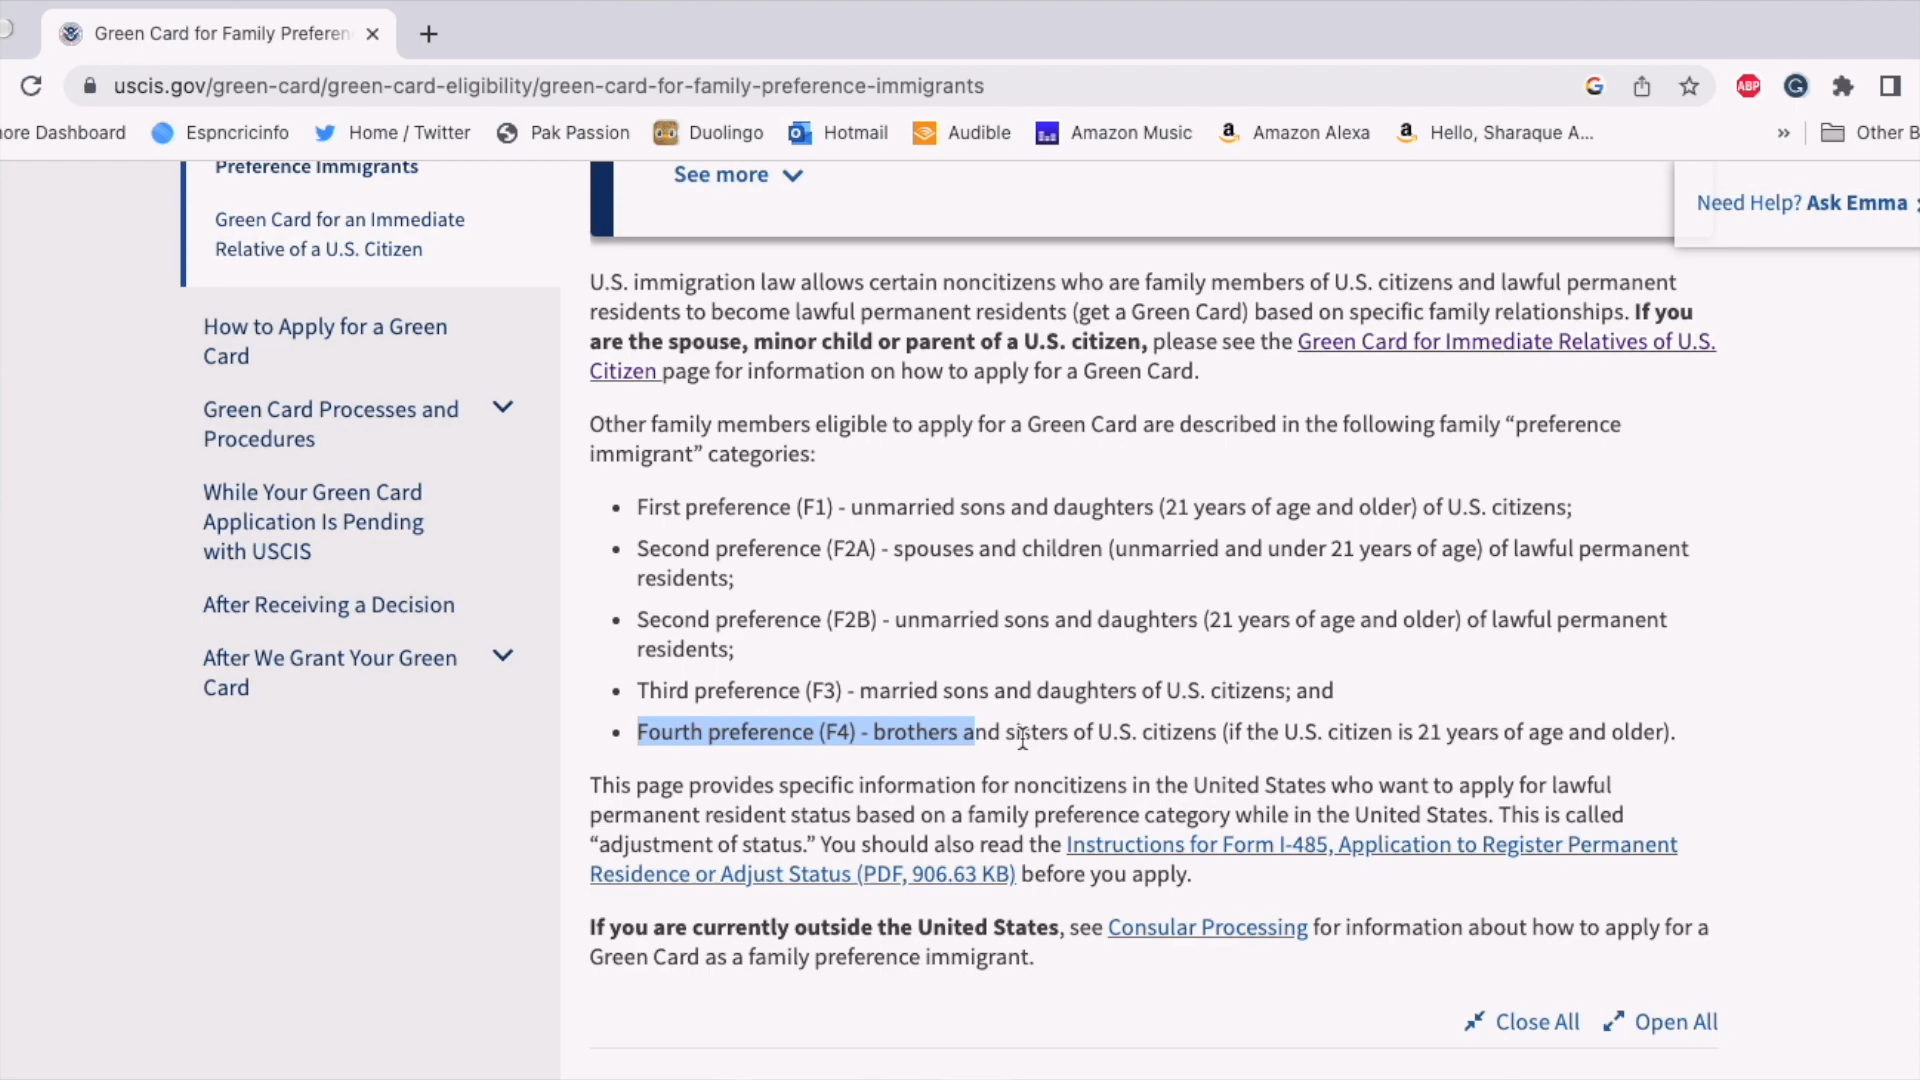 Green Card for Family Preferen
uscis.gov/green-card/green-card-eligibility/green-card-for-family-preference-immigrants
ABP
ore Dashboard Espncricinfo Home / Twitter Pak Passion Duolingo Hotmail Audible Amazon Music Amazon Alexa Hello, Sharaque A... » Other B
Preference Immigrants
Green Card for an Immediate
Relative of a U.S. Citizen
How to Apply for a Green
Card
Green Card Processes and
Procedures
While Your Green Card
Application Is Pending
with USCIS
After Receiving a Decision
After We Grant Your Green
Card
See more
Need Help? Ask Emma
U.S. immigration law allows certain noncitizens who are family members of U.S. citizens and lawful permanent
residents to become lawful permanent residents (get a Green Card) based on specific family relationships. If you
are the spouse, minor child or parent of a U.S. citizen, please see the Green Card for Immediate Relatives of U.S.
Citizen page for information on how to apply for a Green Card.
Other family members eligible to apply for a Green Card are described in the following family “preference
immigrant” categories:
• First preference (F1) - unmarried sons and daughters (21 years of age and older) of U.S. citizens;
• Second preference (F2A) - spouses and children (unmarried and under 21 years of age) of lawful permanent
residents;
• Second preference (F2B) - unmarried sons and daughters (21 years of age and older) of lawful permanent
residents;
• Third preference (F3) - married sons and daughters of U.S. citizens; and
• Fourth preference (F4) - brothers and sisters of U.S. citizens (if the U.S. citizen is 21 years of age and older).
This page provides specific information for noncitizens in the United States who want to apply for lawful
permanent resident status based on a family preference category while in the United States. This is called
“adjustment of status.” You should also read the Instructions for Form I-485, Application to Register Permanent
Residence or Adjust Status (PDF, 906.63 KB) before you apply.
If you are currently outside the United States, see Consular Processing for information about how to apply for a
Green Card as a family preference immigrant.
Close All Open All